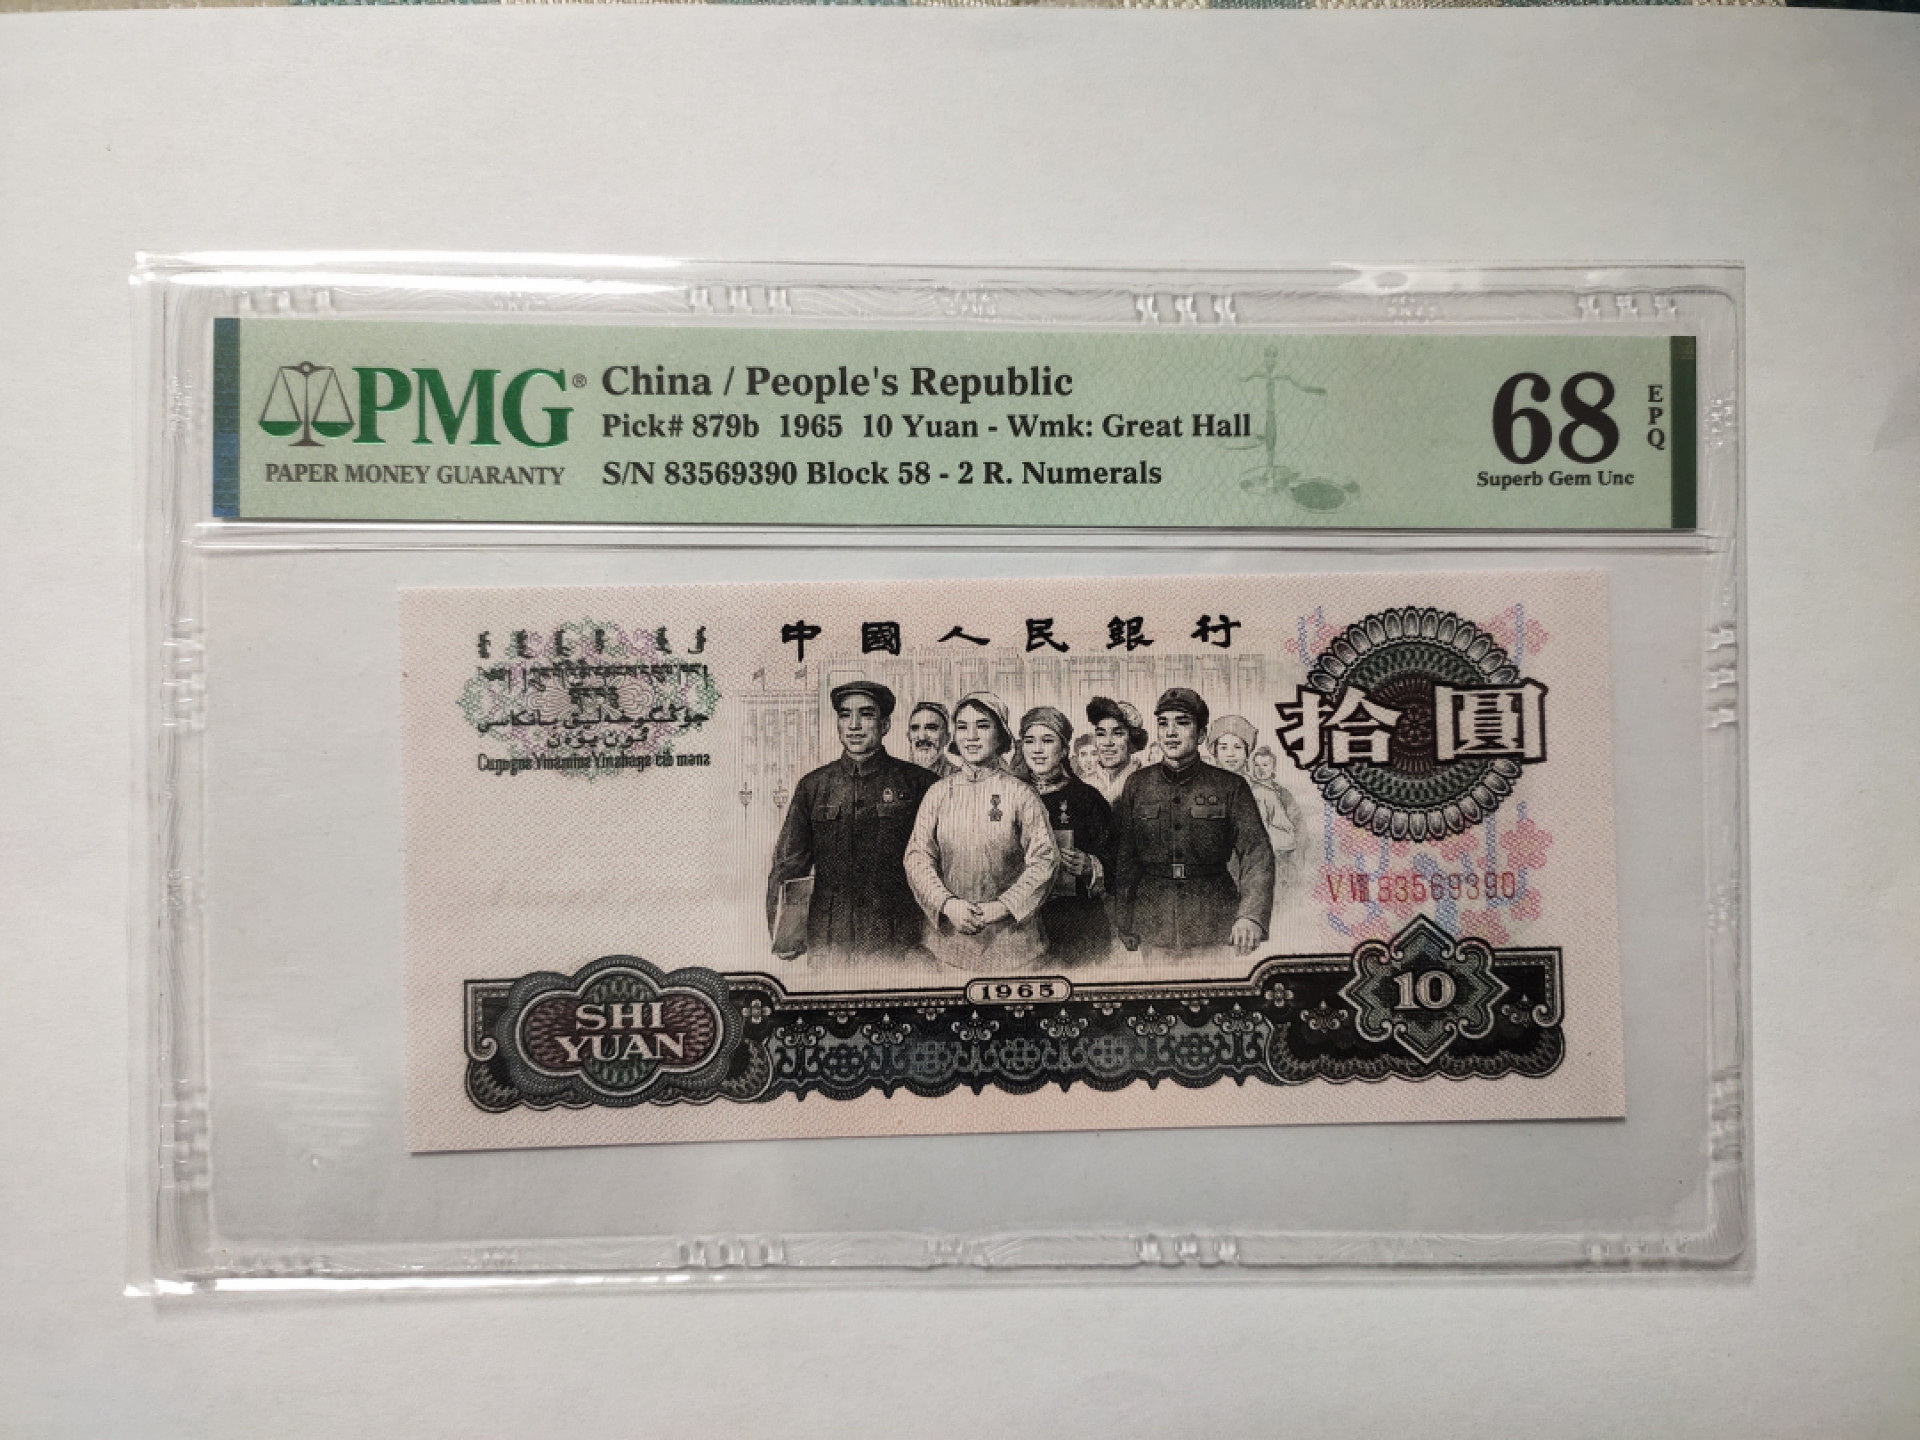 PMG®
PAPER MONEY GUARANTY
China / People's Republic
Pick# 879b 1965 10 Yuan - Wmk: Great Hall
S/N 83569390 Block 58 - 2 R. Numerals
68
EPQ
Superb Gem Unc
中國人民銀行
拾圓
83569390
1965
SHI
YUAN
10